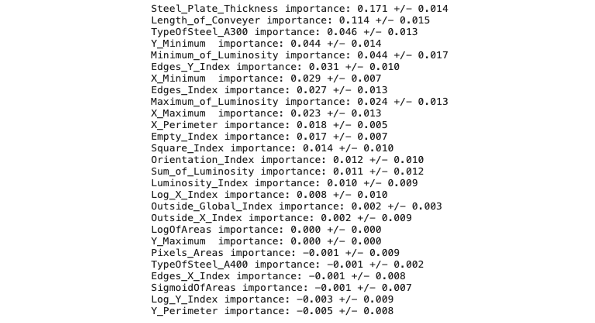 Steel_Plate_Thickness importance: 0.171 +/- 0.014
Length_of_Conveyer importance: 0.114 +/- 0.015
TypeOfSteel_A300 importance: 0.046 +/- 0.013
Y_Minimum  importance: 0.044 +/- 0.014
Minimum_of_Luminosity importance: 0.044 +/- 0.017
Edges_Y_Index importance: 0.031 +/- 0.010
X_Minimum  importance: 0.029 +/- 0.007
Edges_Index importance: 0.027 +/- 0.013
Maximum_of_Luminosity importance: 0.024 +/- 0.013
X_Maximum  importance: 0.023 +/- 0.013
X_Perimeter importance: 0.018 +/- 0.005
Empty_Index importance: 0.017 +/- 0.007
Square_Index importance: 0.014 +/- 0.010
Orientation_Index importance: 0.012 +/- 0.010
Sum_of_Luminosity importance: 0.011 +/- 0.012
Luminosity_Index importance: 0.010 +/- 0.009
Log_X_Index importance: 0.008 +/- 0.010
Outside_Global_Index importance: 0.002 +/- 0.003
Outside_X_Index importance: 0.002 +/- 0.009
LogOfAreas importance: 0.000 +/- 0.000
Y_Maximum  importance: 0.000 +/- 0.000
Pixels_Areas importance: -0.001 +/- 0.009
TypeOfSteel_A400 importance: -0.001 +/- 0.002
Edges_X_Index importance: -0.001 +/- 0.008
SigmoidOfAreas importance: -0.001 +/- 0.007
Log_Y_Index importance: -0.003 +/- 0.009
Y_Perimeter importance: -0.005 +/- 0.008